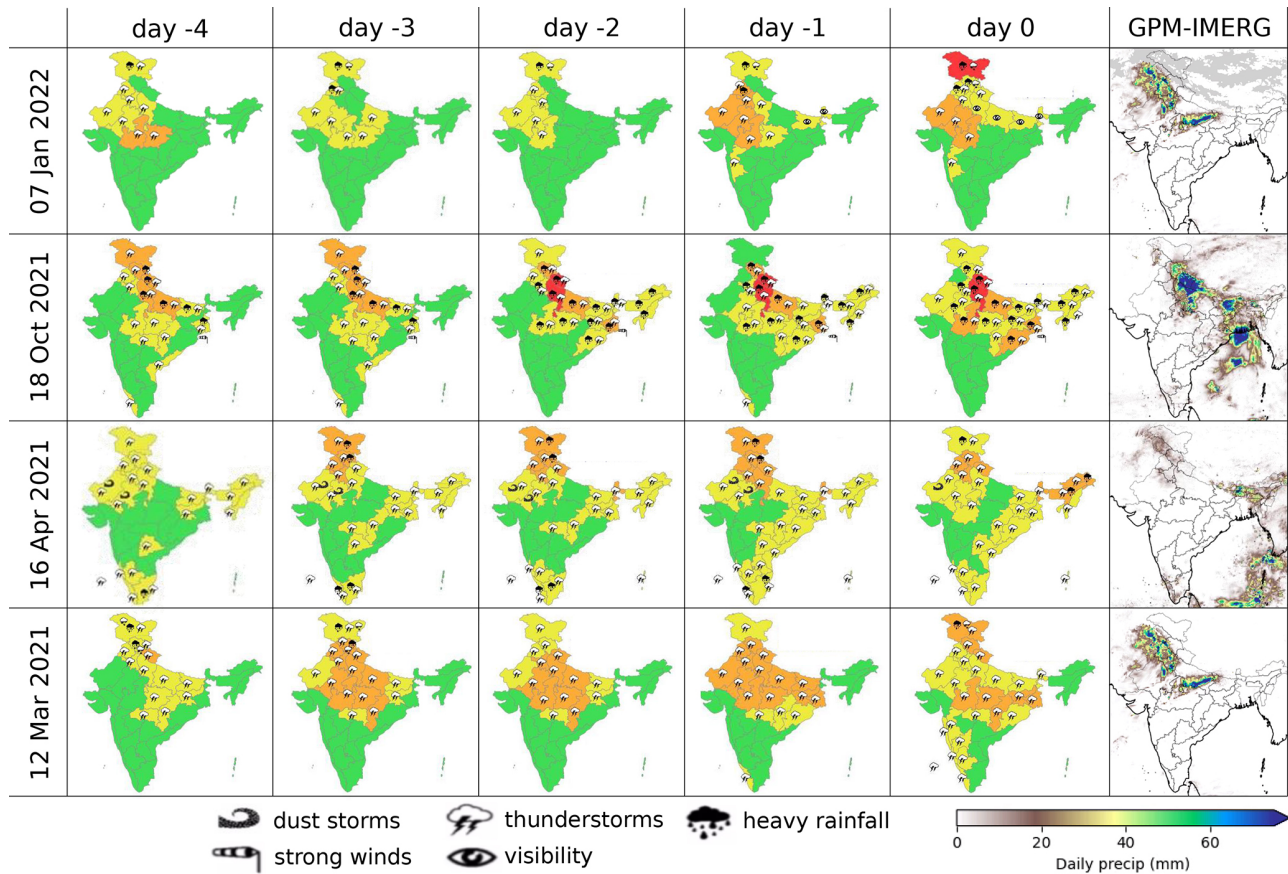 day -4 day -3 day -2 day -1 day 0 GPM-IMERG
07 Jan 2022
18 Oct 2021
16 Apr 2021
12 Mar 2021
dust storms thunderstorms heavy rainfall
strong winds visibility
0 20 40 60
Daily precip (mm)